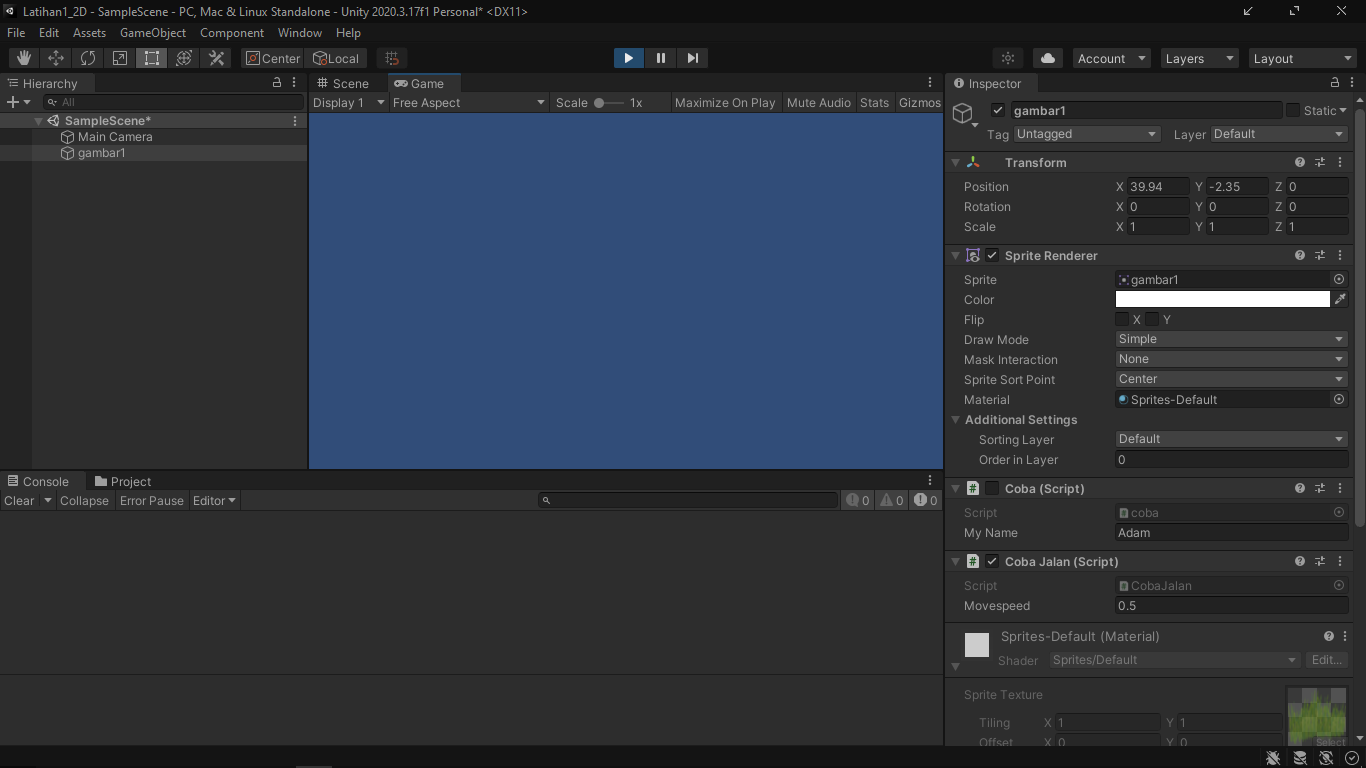 Latihan1_2D - SampleScene - PC, Mac & Linux Standalone - Unity 2020.3.17f1 Personal* <DX11>
File Edit Assets GameObject Component Window Help
Center Local Account Layers Layout
Hierarchy
All
SampleScene*
Main Camera
gambar1
Scene Game
Display 1 Free Aspect Scale 1x Maximize On Play Mute Audio Stats Gizmos
Console Project
Clear Collapse Error Pause Editor 0 0 0
Inspector
gambar1 Static
Tag Untagged Layer Default
Transform
Position X 39.94 Y -2.35 Z 0
Rotation X 0 Y 0 Z 0
Scale X 1 Y 1 Z 1
Sprite Renderer
Sprite gambar1
Color
Flip X Y
Draw Mode Simple
Mask Interaction None
Sprite Sort Point Center
Material Sprites-Default
Additional Settings
Sorting Layer Default
Order in Layer 0
# Coba (Script)
Script coba
My Name Adam
# Coba Jalan (Script)
Script CobaJalan
Movespeed 0.5
Sprites-Default (Material)
Shader Sprites/Default Edit...
Sprite Texture
Tiling X 1 Y 1
Offset X 0 Y 0 Select